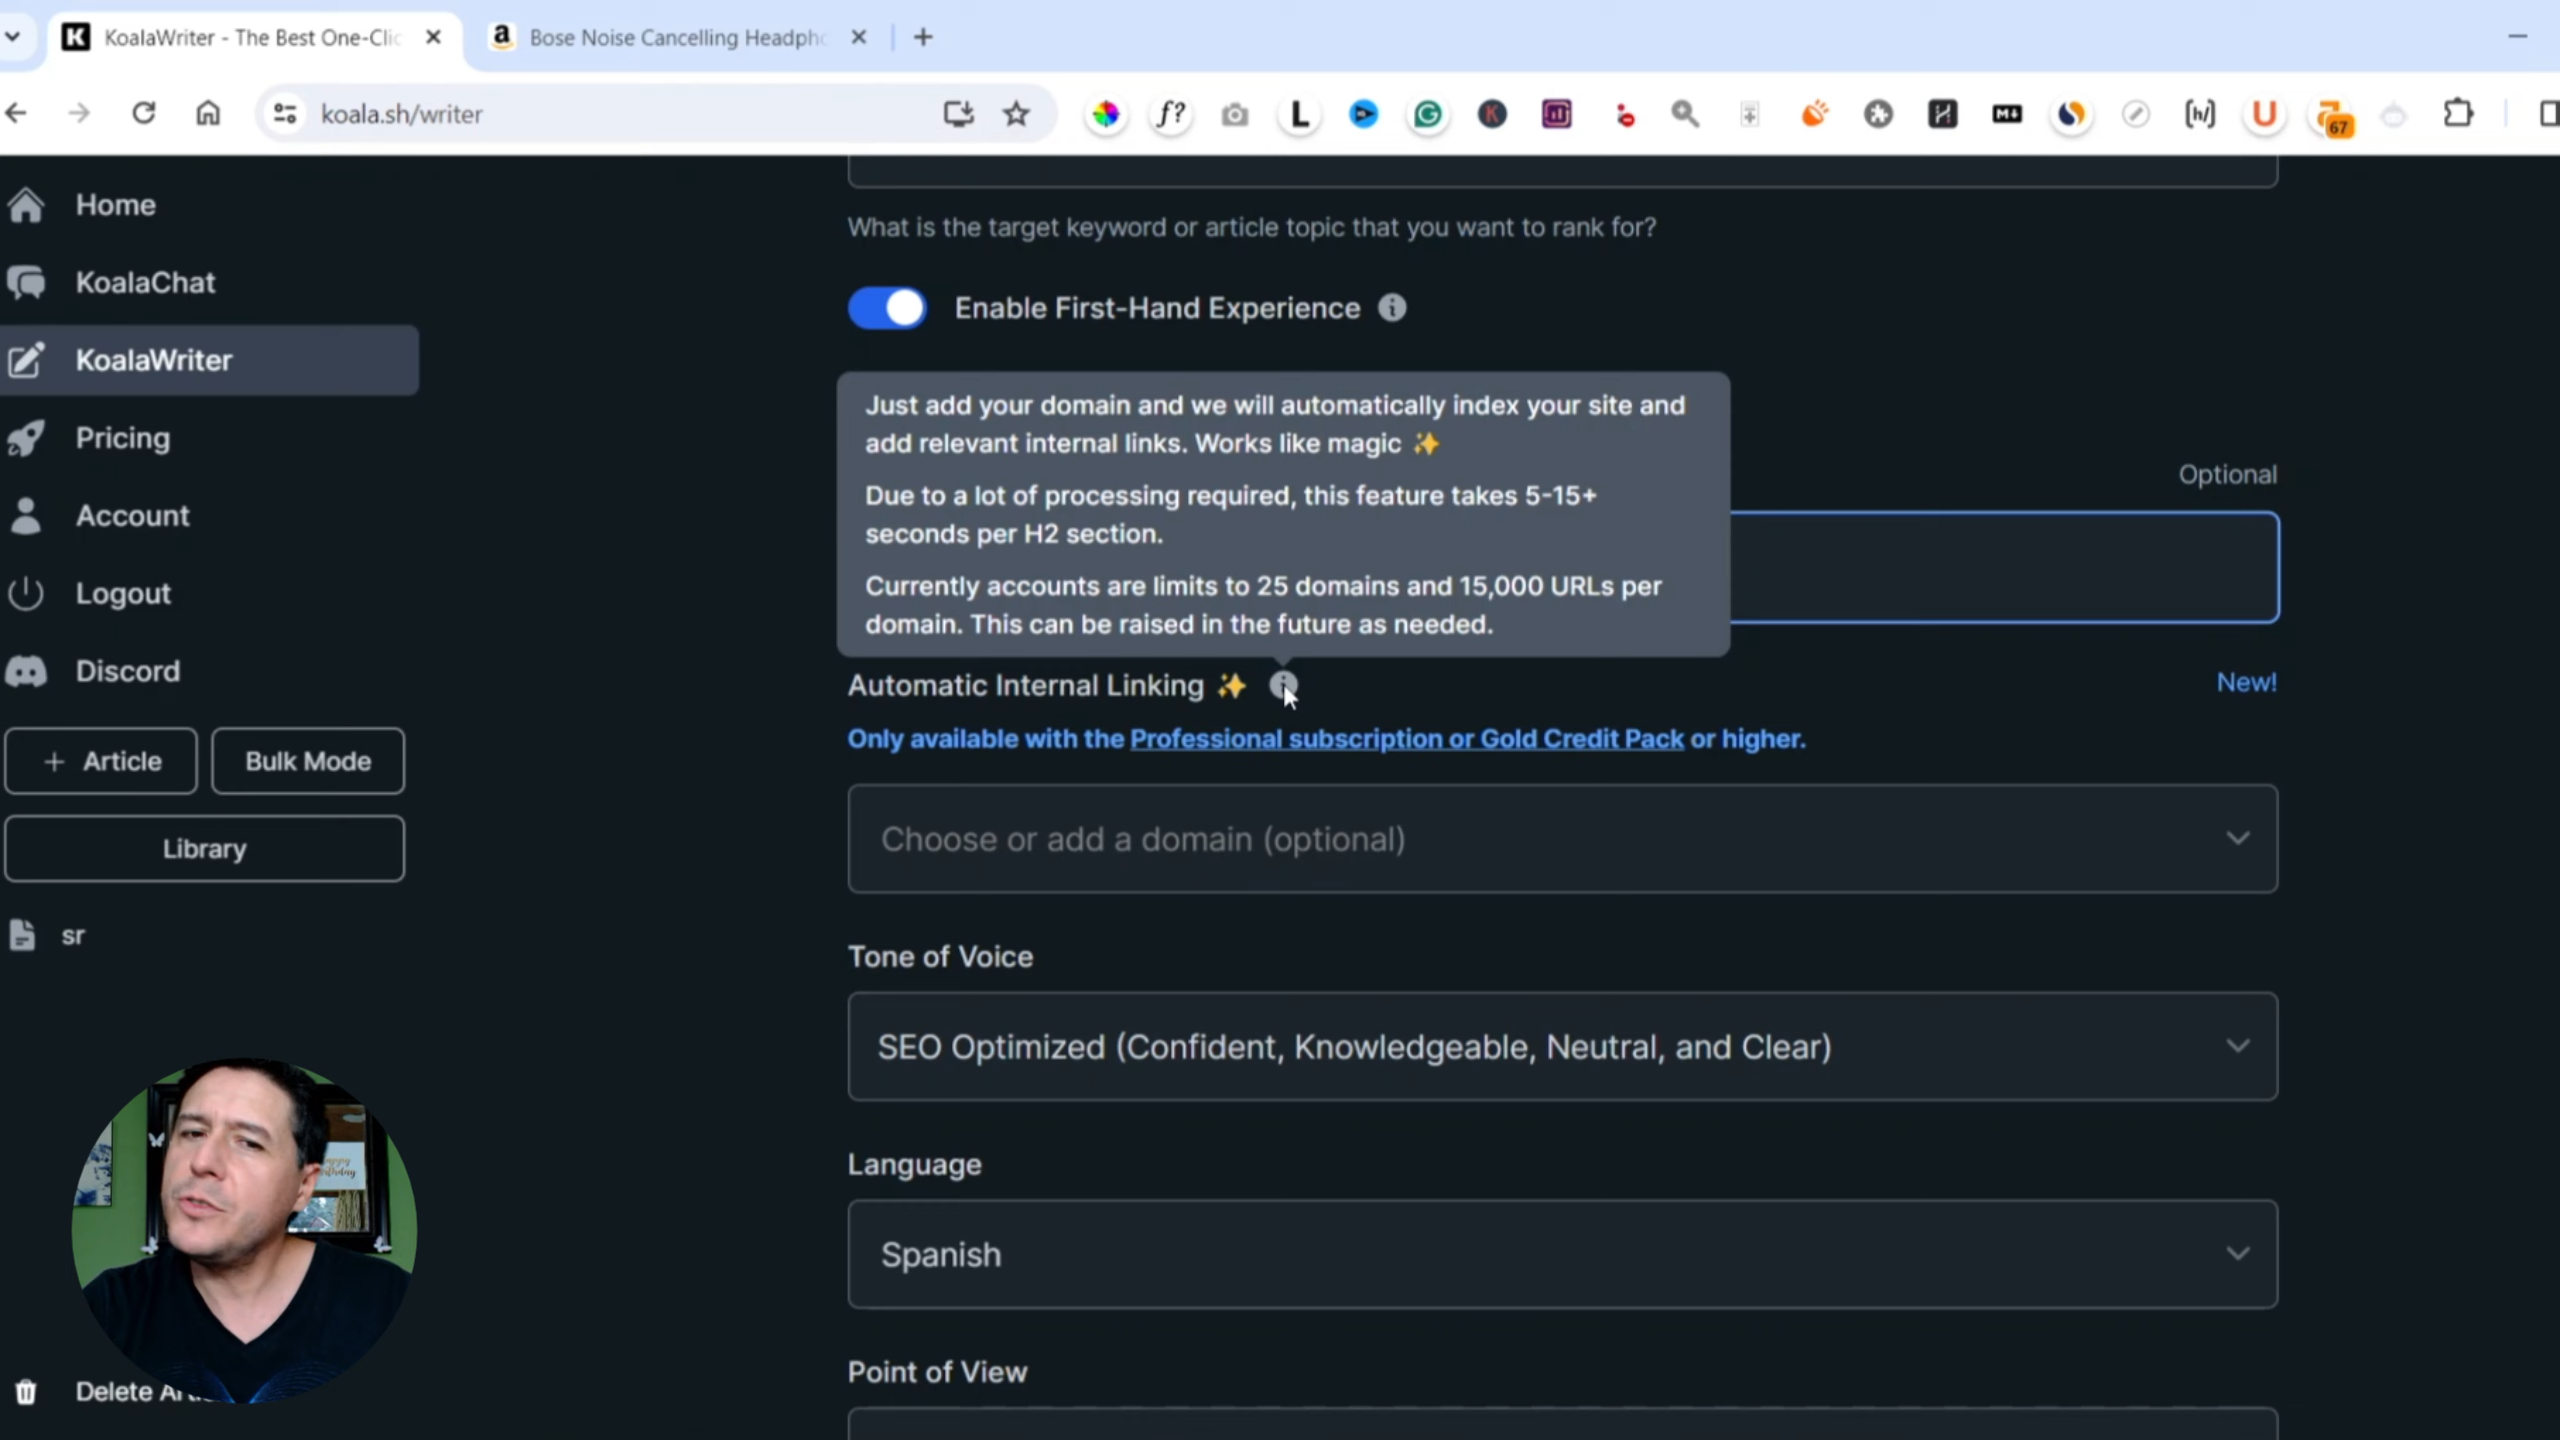 KoalaWriter - The Best One-Clic
Bose Noise Cancelling Headpho
koala.sh/writer
67
Home
KoalaChat
KoalaWriter
Pricing
Account
Logout
Discord
+ Article
Bulk Mode
Library
sr
Delete Art
What is the target keyword or article topic that you want to rank for?
Enable First-Hand Experience
Just add your domain and we will automatically index your site and
add relevant internal links. Works like magic ✨
Due to a lot of processing required, this feature takes 5-15+
seconds per H2 section.
Currently accounts are limits to 25 domains and 15,000 URLs per
domain. This can be raised in the future as needed.
Optional
Automatic Internal Linking ✨
New!
Only available with the Professional subscription or Gold Credit Pack or higher.
Choose or add a domain (optional)
Tone of Voice
SEO Optimized (Confident, Knowledgeable, Neutral, and Clear)
Language
Spanish
Point of View